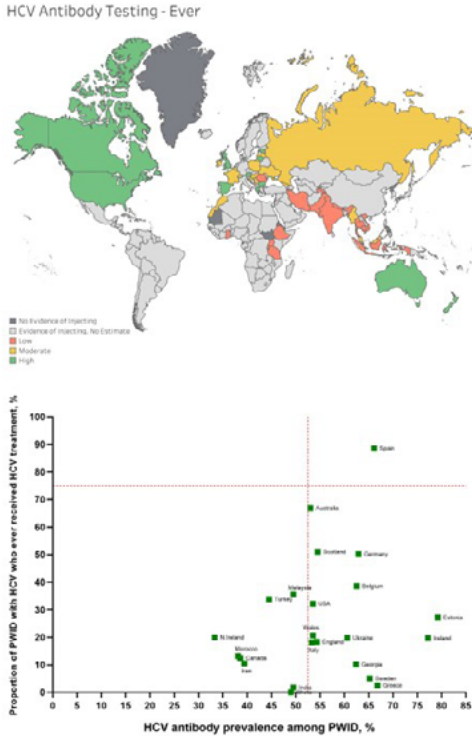 HCV Antibody Testing - Ever
No Evidence of Injecting
Evidence of Injecting, No Estimate
Low
Moderate
High
Proportion of PWID with HCV who ever received HCV treatment, %
100
90
80
70
60
50
40
30
20
10
0
Spain
Australia
Scotland
Germany
Belgium
Malaysia
Turkey
USA
Estonia
Wales
N.Ireland
England
Ukraine
Ireland
Italy
Morocco
Canada
Iran
Georgia
Sweden
Greece
India
0 5 10 15 20 25 30 35 40 45 50 55 60 65 70 75 80 85
HCV antibody prevalence among PWID, %